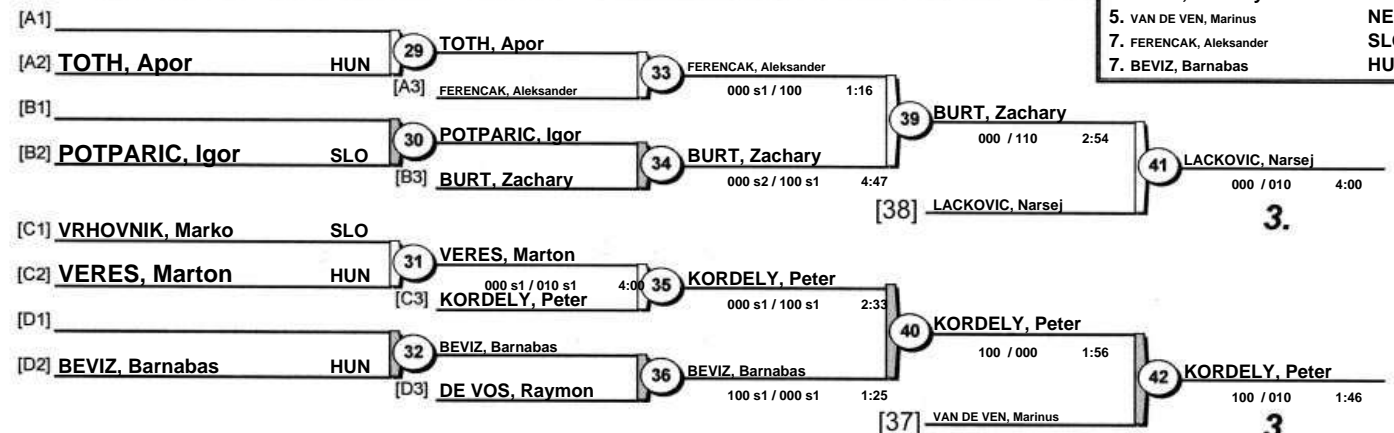 5. VAN DE VEN, Marinus NE
7. FERENCAK, Aleksander SL
7. BEVIZ, Barnabas HU
[A1]
[A2] TOTH, Apor HUN
29 TOTH, Apor
[A3] FERENCAK, Aleksander
33 FERENCAK, Aleksander
000 s1 / 100 1:16
[B1]
[B2] POTPARIC, Igor SLO
30 POTPARIC, Igor
[B3] BURT, Zachary
34 BURT, Zachary
000 s2 / 100 s1 4:47
39 BURT, Zachary
000 / 110 2:54
[38] LACKOVIC, Narsej
41 LACKOVIC, Narsej
000 / 010 4:00
3.
[C1] VRHOVNIK, Marko SLO
[C2] VERES, Marton HUN
31 VERES, Marton
000 s1 / 010 s1 4:00
[C3] KORDELY, Peter
35 KORDELY, Peter
000 s1 / 100 s1 2:33
[D1]
[D2] BEVIZ, Barnabas HUN
32 BEVIZ, Barnabas
[D3] DE VOS, Raymon
36 BEVIZ, Barnabas
100 s1 / 000 s1 1:25
40 KORDELY, Peter
100 / 000 1:56
[37] VAN DE VEN, Marinus
42 KORDELY, Peter
100 / 010 1:46
3